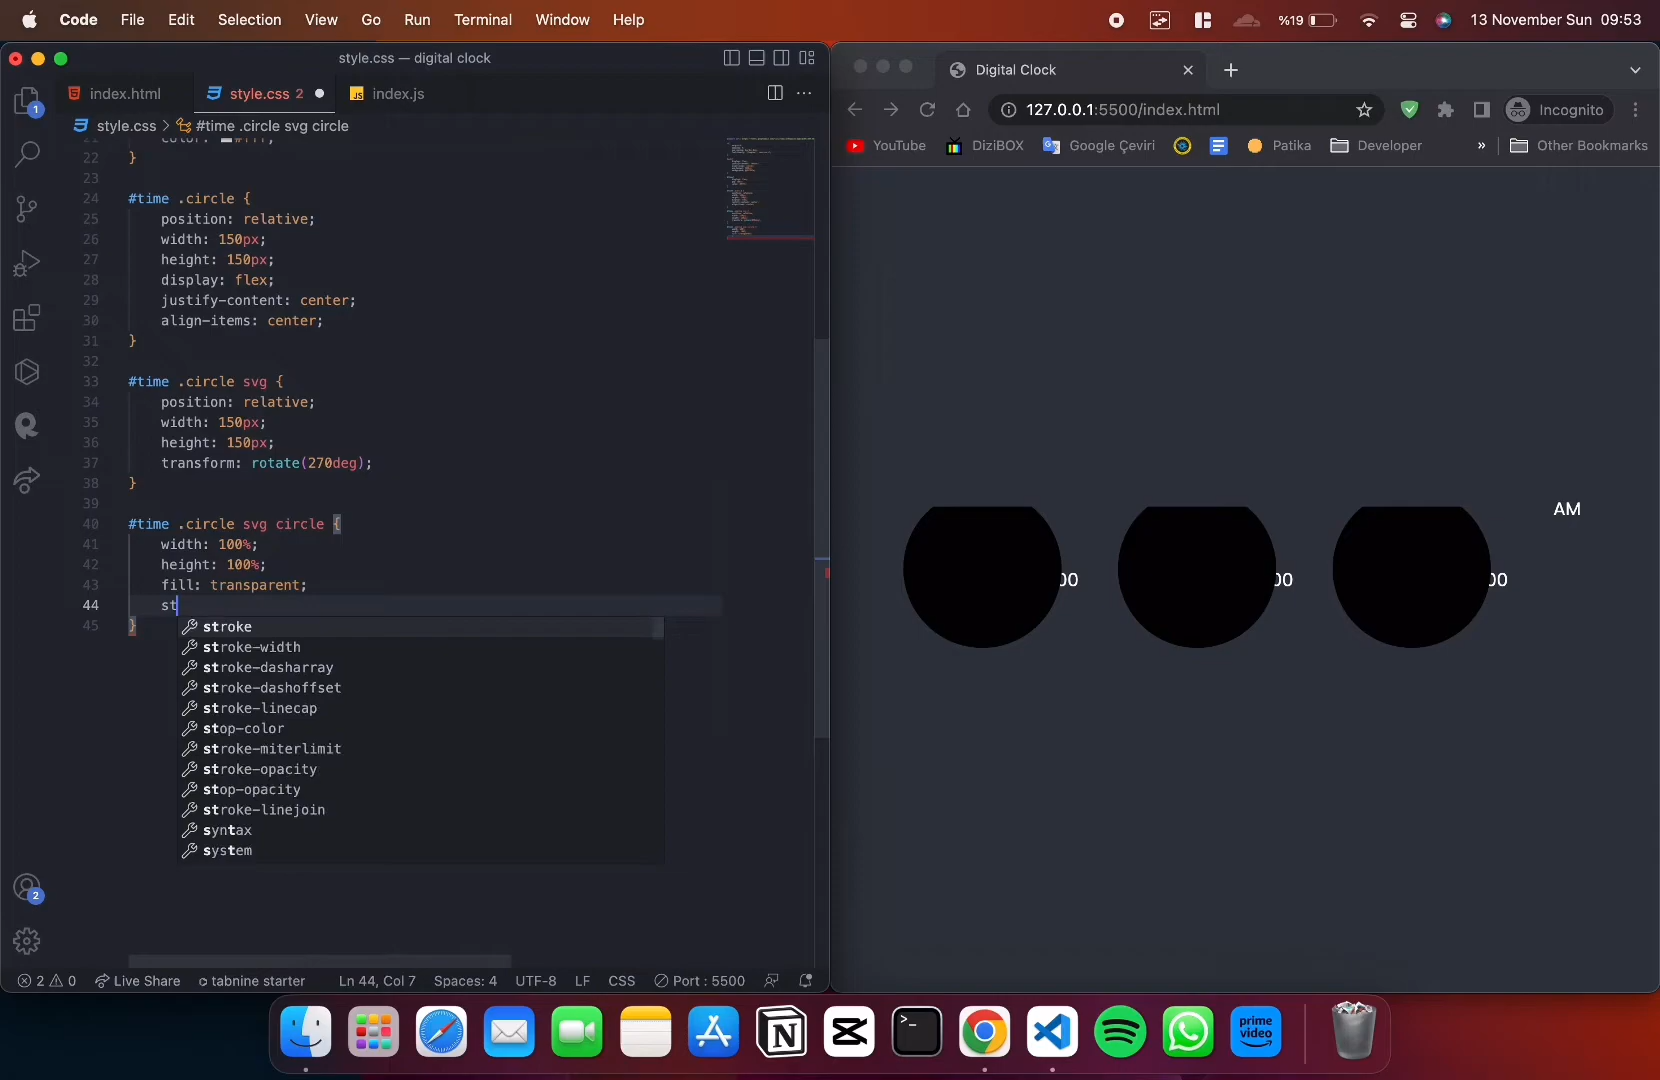 Code File Edit Selection View Go Run Terminal Window Help %19 13 November Sun 09:53
style.css — digital clock
index.html style.css 2 index.js
style.css > #time .circle svg circle
22 }
23
24 #time .circle {
25 position: relative;
26 width: 150px;
27 height: 150px;
28 display: flex;
29 justify-content: center;
30 align-items: center;
31 }
32
33 #time .circle svg {
34 position: relative;
35 width: 150px;
36 height: 150px;
37 transform: rotate(270deg);
38 }
39
40 #time .circle svg circle {
41 width: 100%;
42 height: 100%;
43 fill: transparent;
44 st
45 }
stroke
stroke-width
stroke-dasharray
stroke-dashoffset
stroke-linecap
stop-color
stroke-miterlimit
stroke-opacity
stop-opacity
stroke-linejoin
syntax
system
1
2
2 0 Live Share tabnine starter Ln 44, Col 7 Spaces: 4 UTF-8 LF CSS Port : 5500
Digital Clock
127.0.0.1:5500/index.html Incognito
YouTube DiziBOX Google Çeviri Patika Developer » Other Bookmarks
AM
00 00 00
prime
video